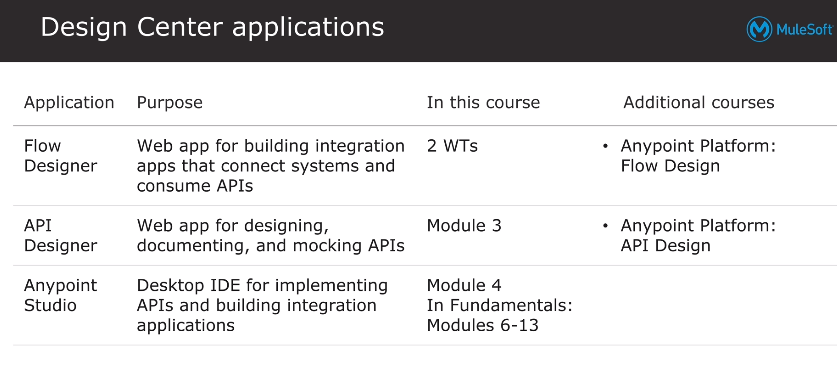 Design Center applications
MuleSoft
Application Purpose In this course Additional courses
Flow Designer
Web app for building integration
apps that connect systems and
consume APIs
2 WTs
• Anypoint Platform:
Flow Design
API Designer
Web app for designing,
documenting, and mocking APIs
Module 3
• Anypoint Platform:
API Design
Anypoint Studio
Desktop IDE for implementing
APIs and building integration
applications
Module 4
In Fundamentals:
Modules 6-13